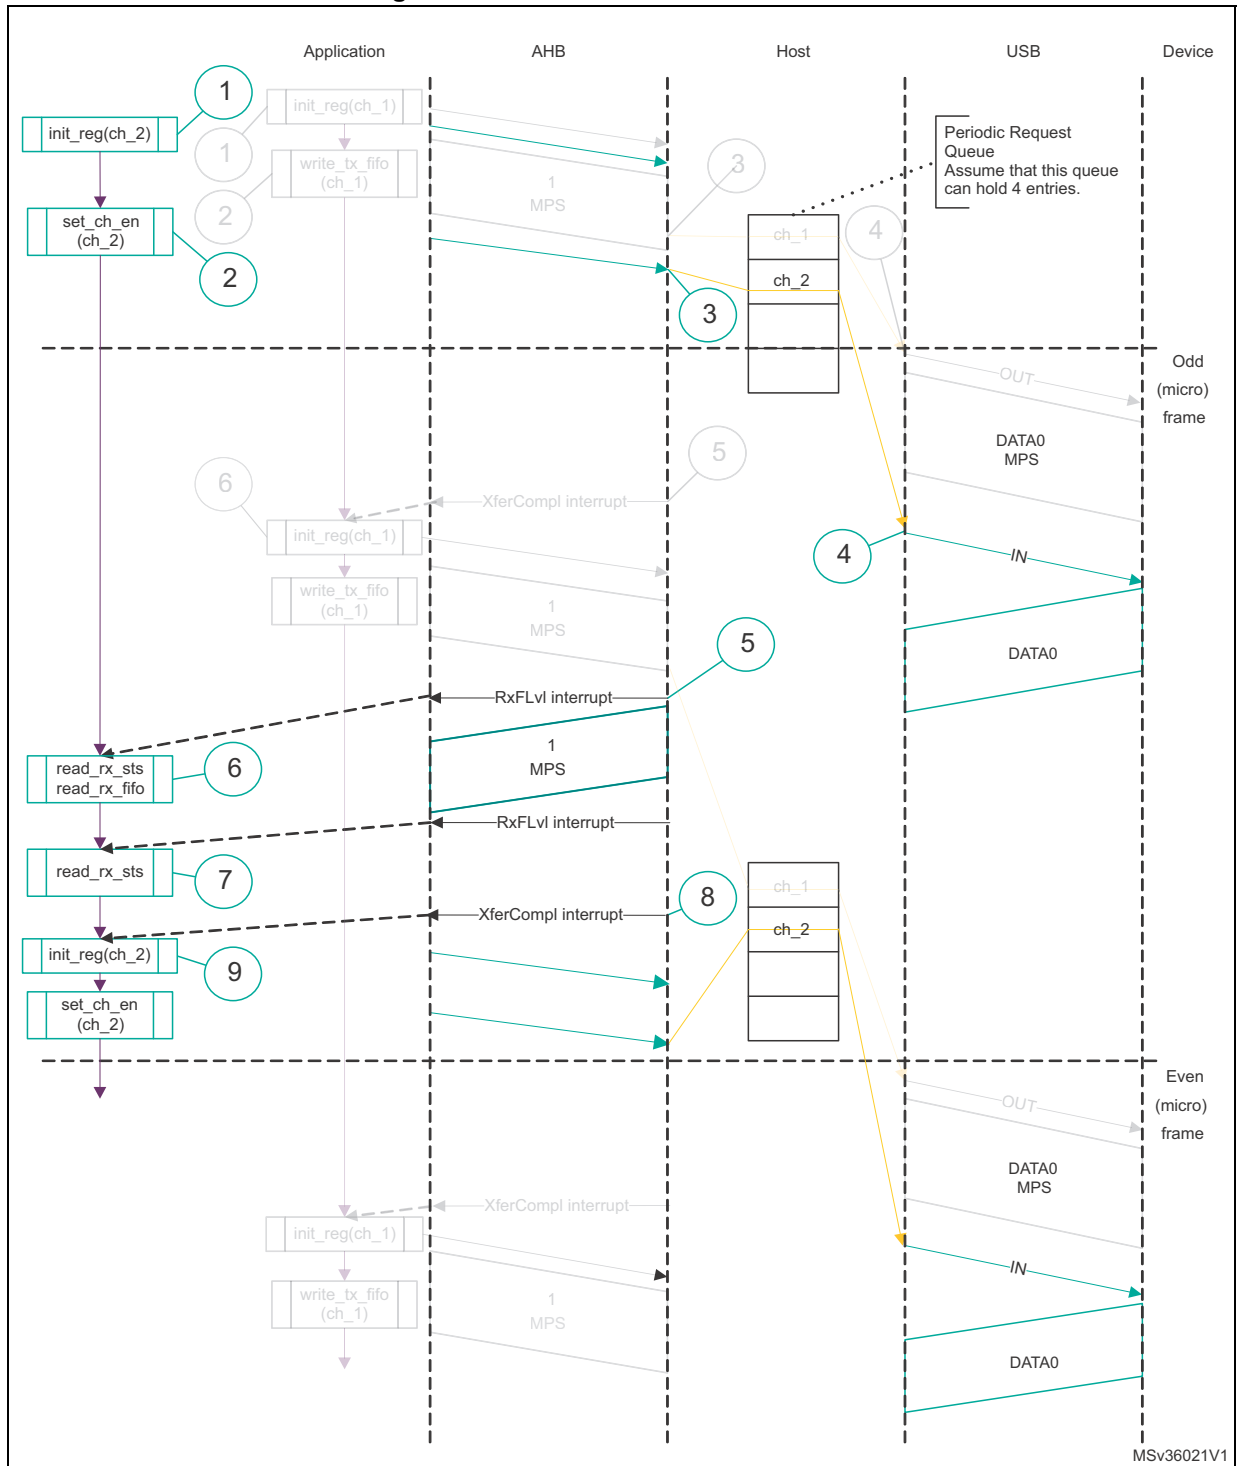 Application
AHB
Host
USB
Device
1
init_reg(ch_1)
init_reg(ch_2)
1
Periodic Request
Queue
Assume that this queue
can hold 4 entries.
write_tx_fifo
(ch_1)
1
MPS
3
2
set_ch_en
(ch_2)
ch_1
4
2
ch_2
3
Odd
(micro)
frame
OUT
DATA0
MPS
5
6
XferCompl interrupt
init_reg(ch_1)
4
IN
write_tx_fifo
(ch_1)
1
MPS
5
DATA0
RxFLvl interrupt
1
MPS
read_rx_sts
read_rx_fifo
6
RxFLvl interrupt
read_rx_sts
7
ch_1
8
XferCompl interrupt
ch_2
init_reg(ch_2)
9
set_ch_en
(ch_2)
Even
(micro)
frame
OUT
DATA0
MPS
XferCompl interrupt
init_reg(ch_1)
IN
write_tx_fifo
(ch_1)
1
MPS
DATA0
MSv36021V1